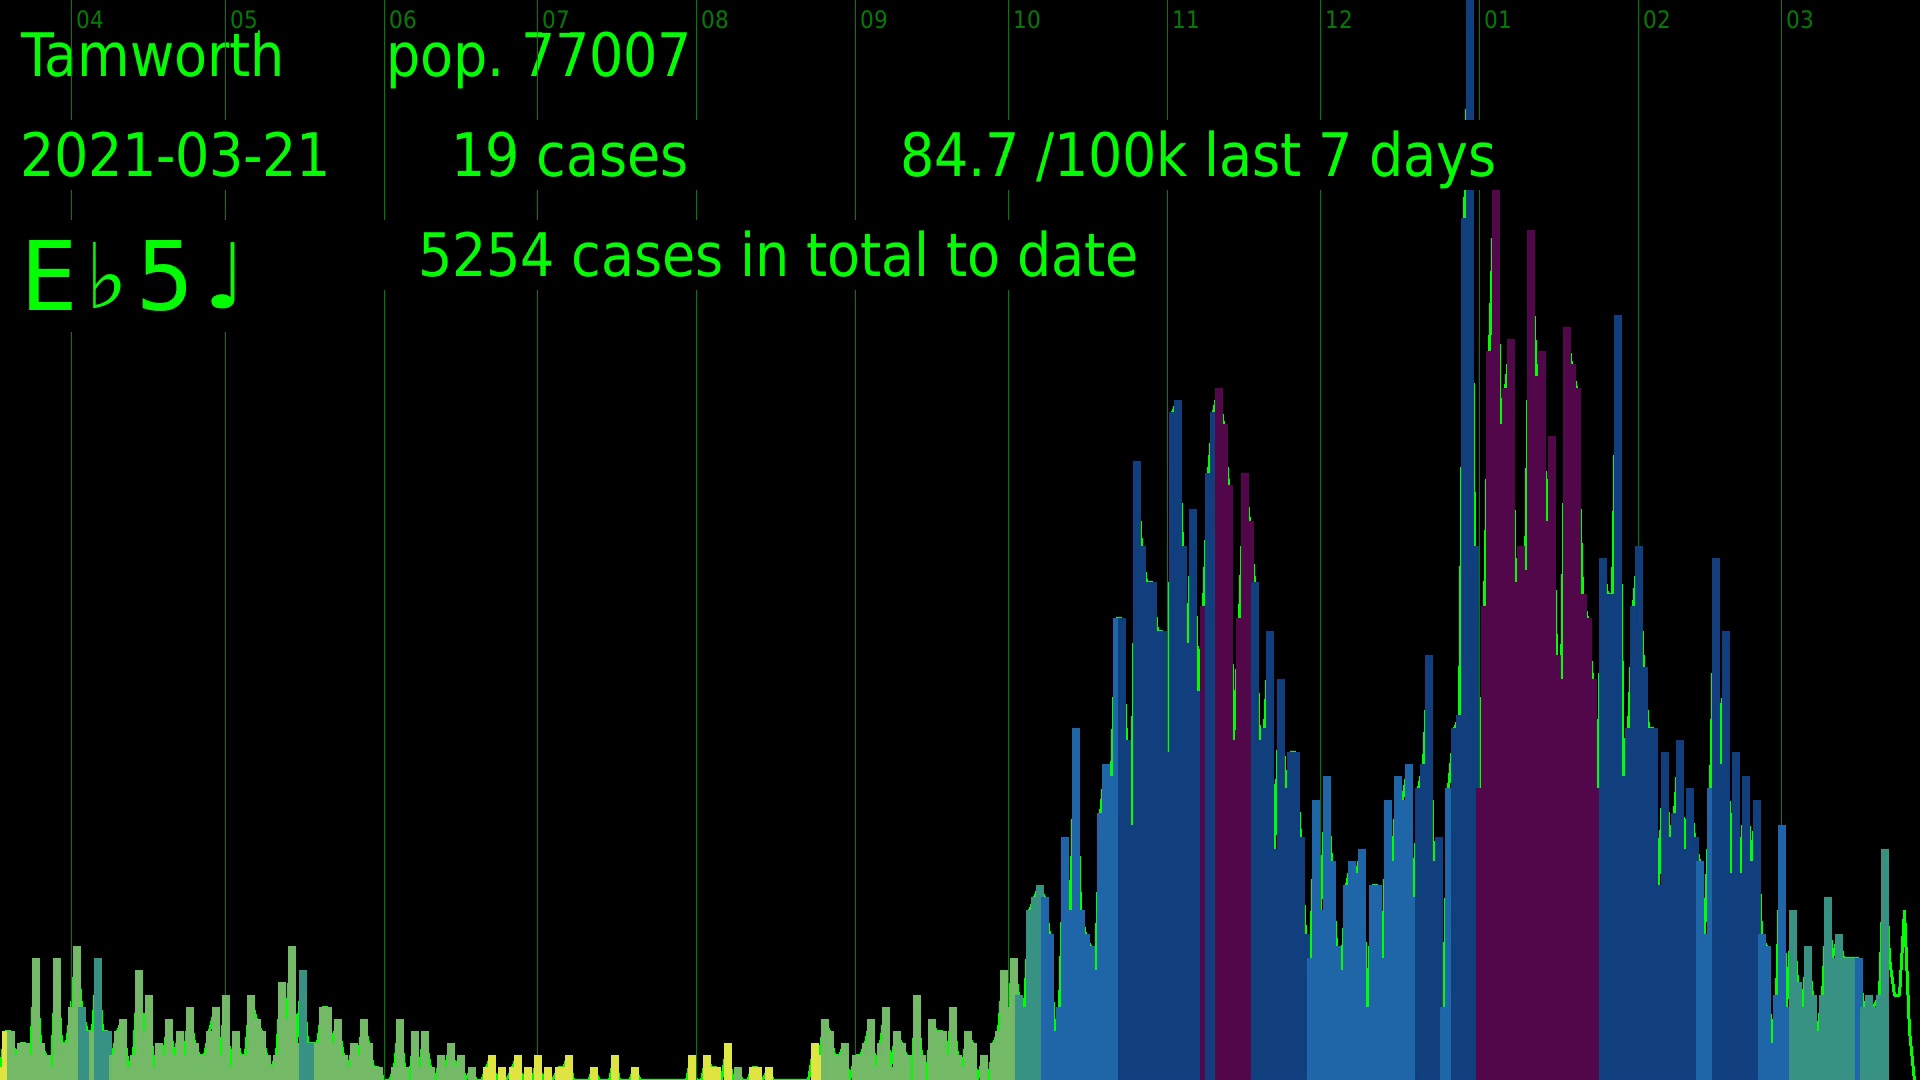 04 05 06 07 08 09 10 11 12 01 02 03
Tamworth pop. 77007
2021-03-21 19 cases 84.7 /100k last 7 days
E♭5♩ 5254 cases in total to date